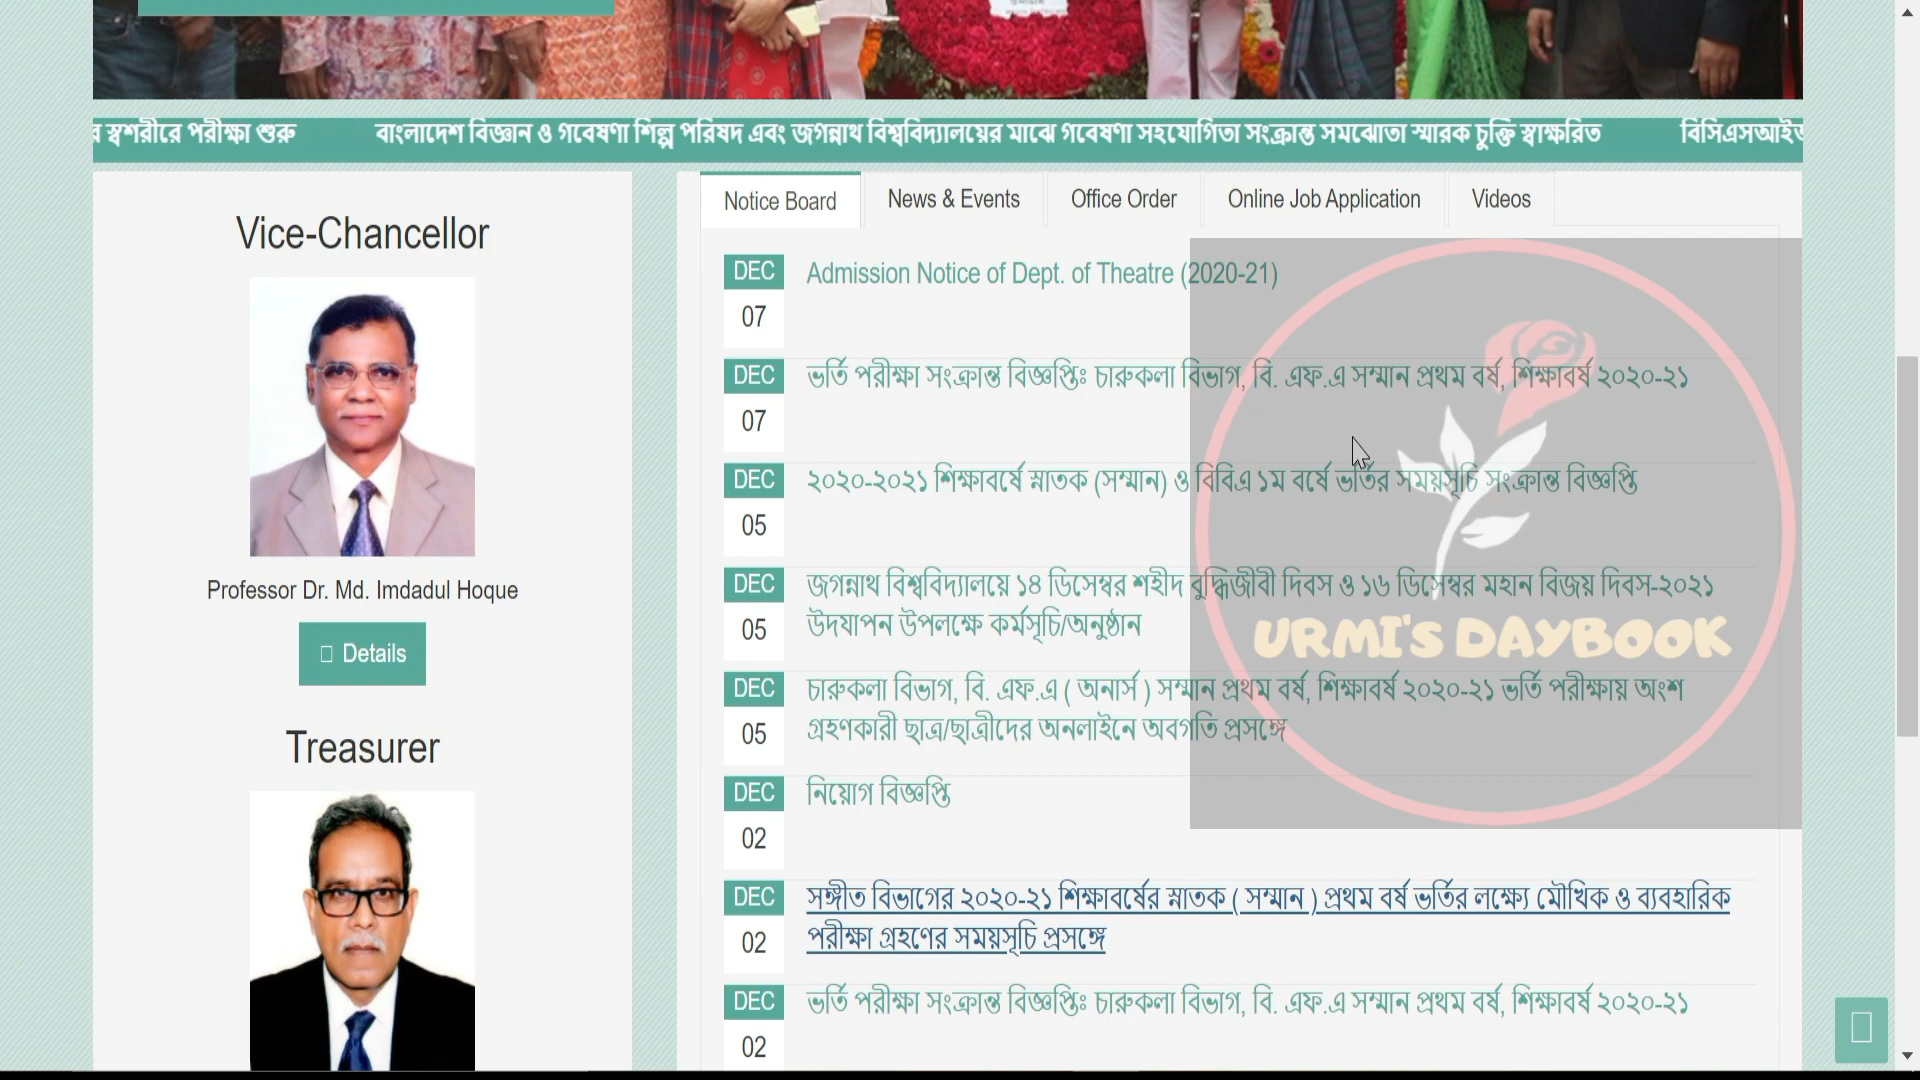 স্বশরীরে পরীক্ষা শুরু
বাংলাদেশ বিজ্ঞান ও গবেষণা শিল্প পরিষদ এবং জগন্নাথ বিশ্ববিদ্যালয়ের মাঝে গবেষণা সহযোগিতা সংক্রান্ত সমঝোতা স্মারক চুক্তি স্বাক্ষরিত
Vice-Chancellor
Professor Dr. Md. Imdadul Hoque
Details
Treasurer
Notice Board
News & Events
Office Order
Online Job Application
Videos
DEC
07
Admission Notice of Dept. of Theatre (2020-21)
DEC
07
ভর্তি পরীক্ষা সংক্রান্ত বিজ্ঞপ্তিঃ চারুকলা বিভাগ, বি. এফ.এ সম্মান প্রথম বর্ষ, শিক্ষাবর্ষ ২০২০-২১
DEC
05
২০২০-২০২১ শিক্ষাবর্ষে স্নাতক (সম্মান) ও বিবিএ ১ম বর্ষে ভর্তির সময়সূচি সংক্রান্ত বিজ্ঞপ্তি
DEC
05
জগন্নাথ বিশ্ববিদ্যালয়ে ১৪ ডিসেম্বর শহীদ বুদ্ধিজীবী দিবস ও ১৬ ডিসেম্বর মহান বিজয় দিবস-২০২১
উদযাপন উপলক্ষে কর্মসূচি/অনুষ্ঠান
DEC
05
চারুকলা বিভাগ, বি. এফ.এ ( অনার্স ) সম্মান প্রথম বর্ষ, শিক্ষাবর্ষ ২০২০-২১ ভর্তি পরীক্ষায় অংশ
গ্রহণকারী ছাত্র/ছাত্রীদের অনলাইনে অবগতি প্রসঙ্গে
DEC
02
নিয়োগ বিজ্ঞপ্তি
DEC
02
সঙ্গীত বিভাগের ২০২০-২১ শিক্ষাবর্ষের স্নাতক ( সম্মান ) প্রথম বর্ষ ভর্তির লক্ষ্যে মৌখিক ও ব্যবহারিক
পরীক্ষা গ্রহণের সময়সূচি প্রসঙ্গে
DEC
02
ভর্তি পরীক্ষা সংক্রান্ত বিজ্ঞপ্তিঃ চারুকলা বিভাগ, বি. এফ.এ সম্মান প্রথম বর্ষ, শিক্ষাবর্ষ ২০২০-২১
URMI's DAYBOOK